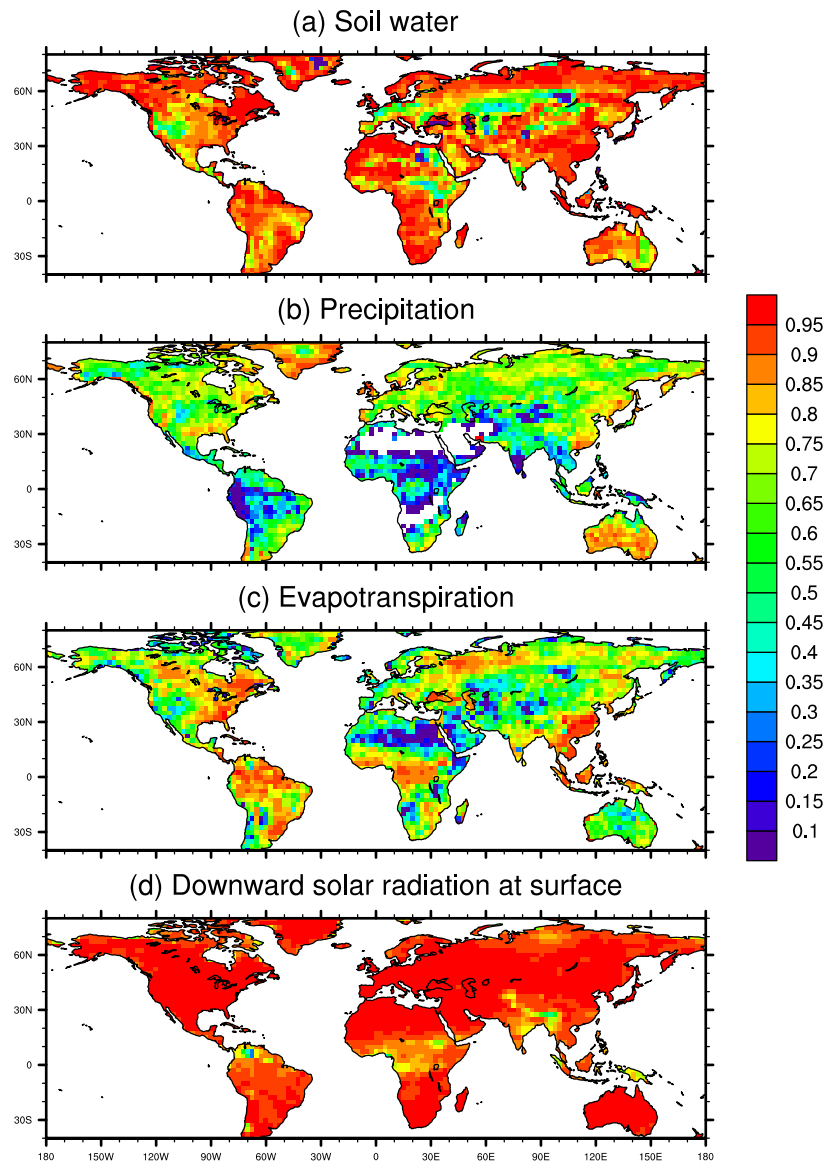 (a) Soil water
60N
30N
0
30S
(b) Precipitation
60N
30N
0
30S
(c) Evapotranspiration
60N
30N
0
30S
(d) Downward solar radiation at surface
60N
30N
0
30S
180 150W 120W 90W 60W 30W 0 30E 60E 90E 120E 150E 180
0.95
0.9
0.85
0.8
0.75
0.7
0.65
0.6
0.55
0.5
0.45
0.4
0.35
0.3
0.25
0.2
0.15
0.1